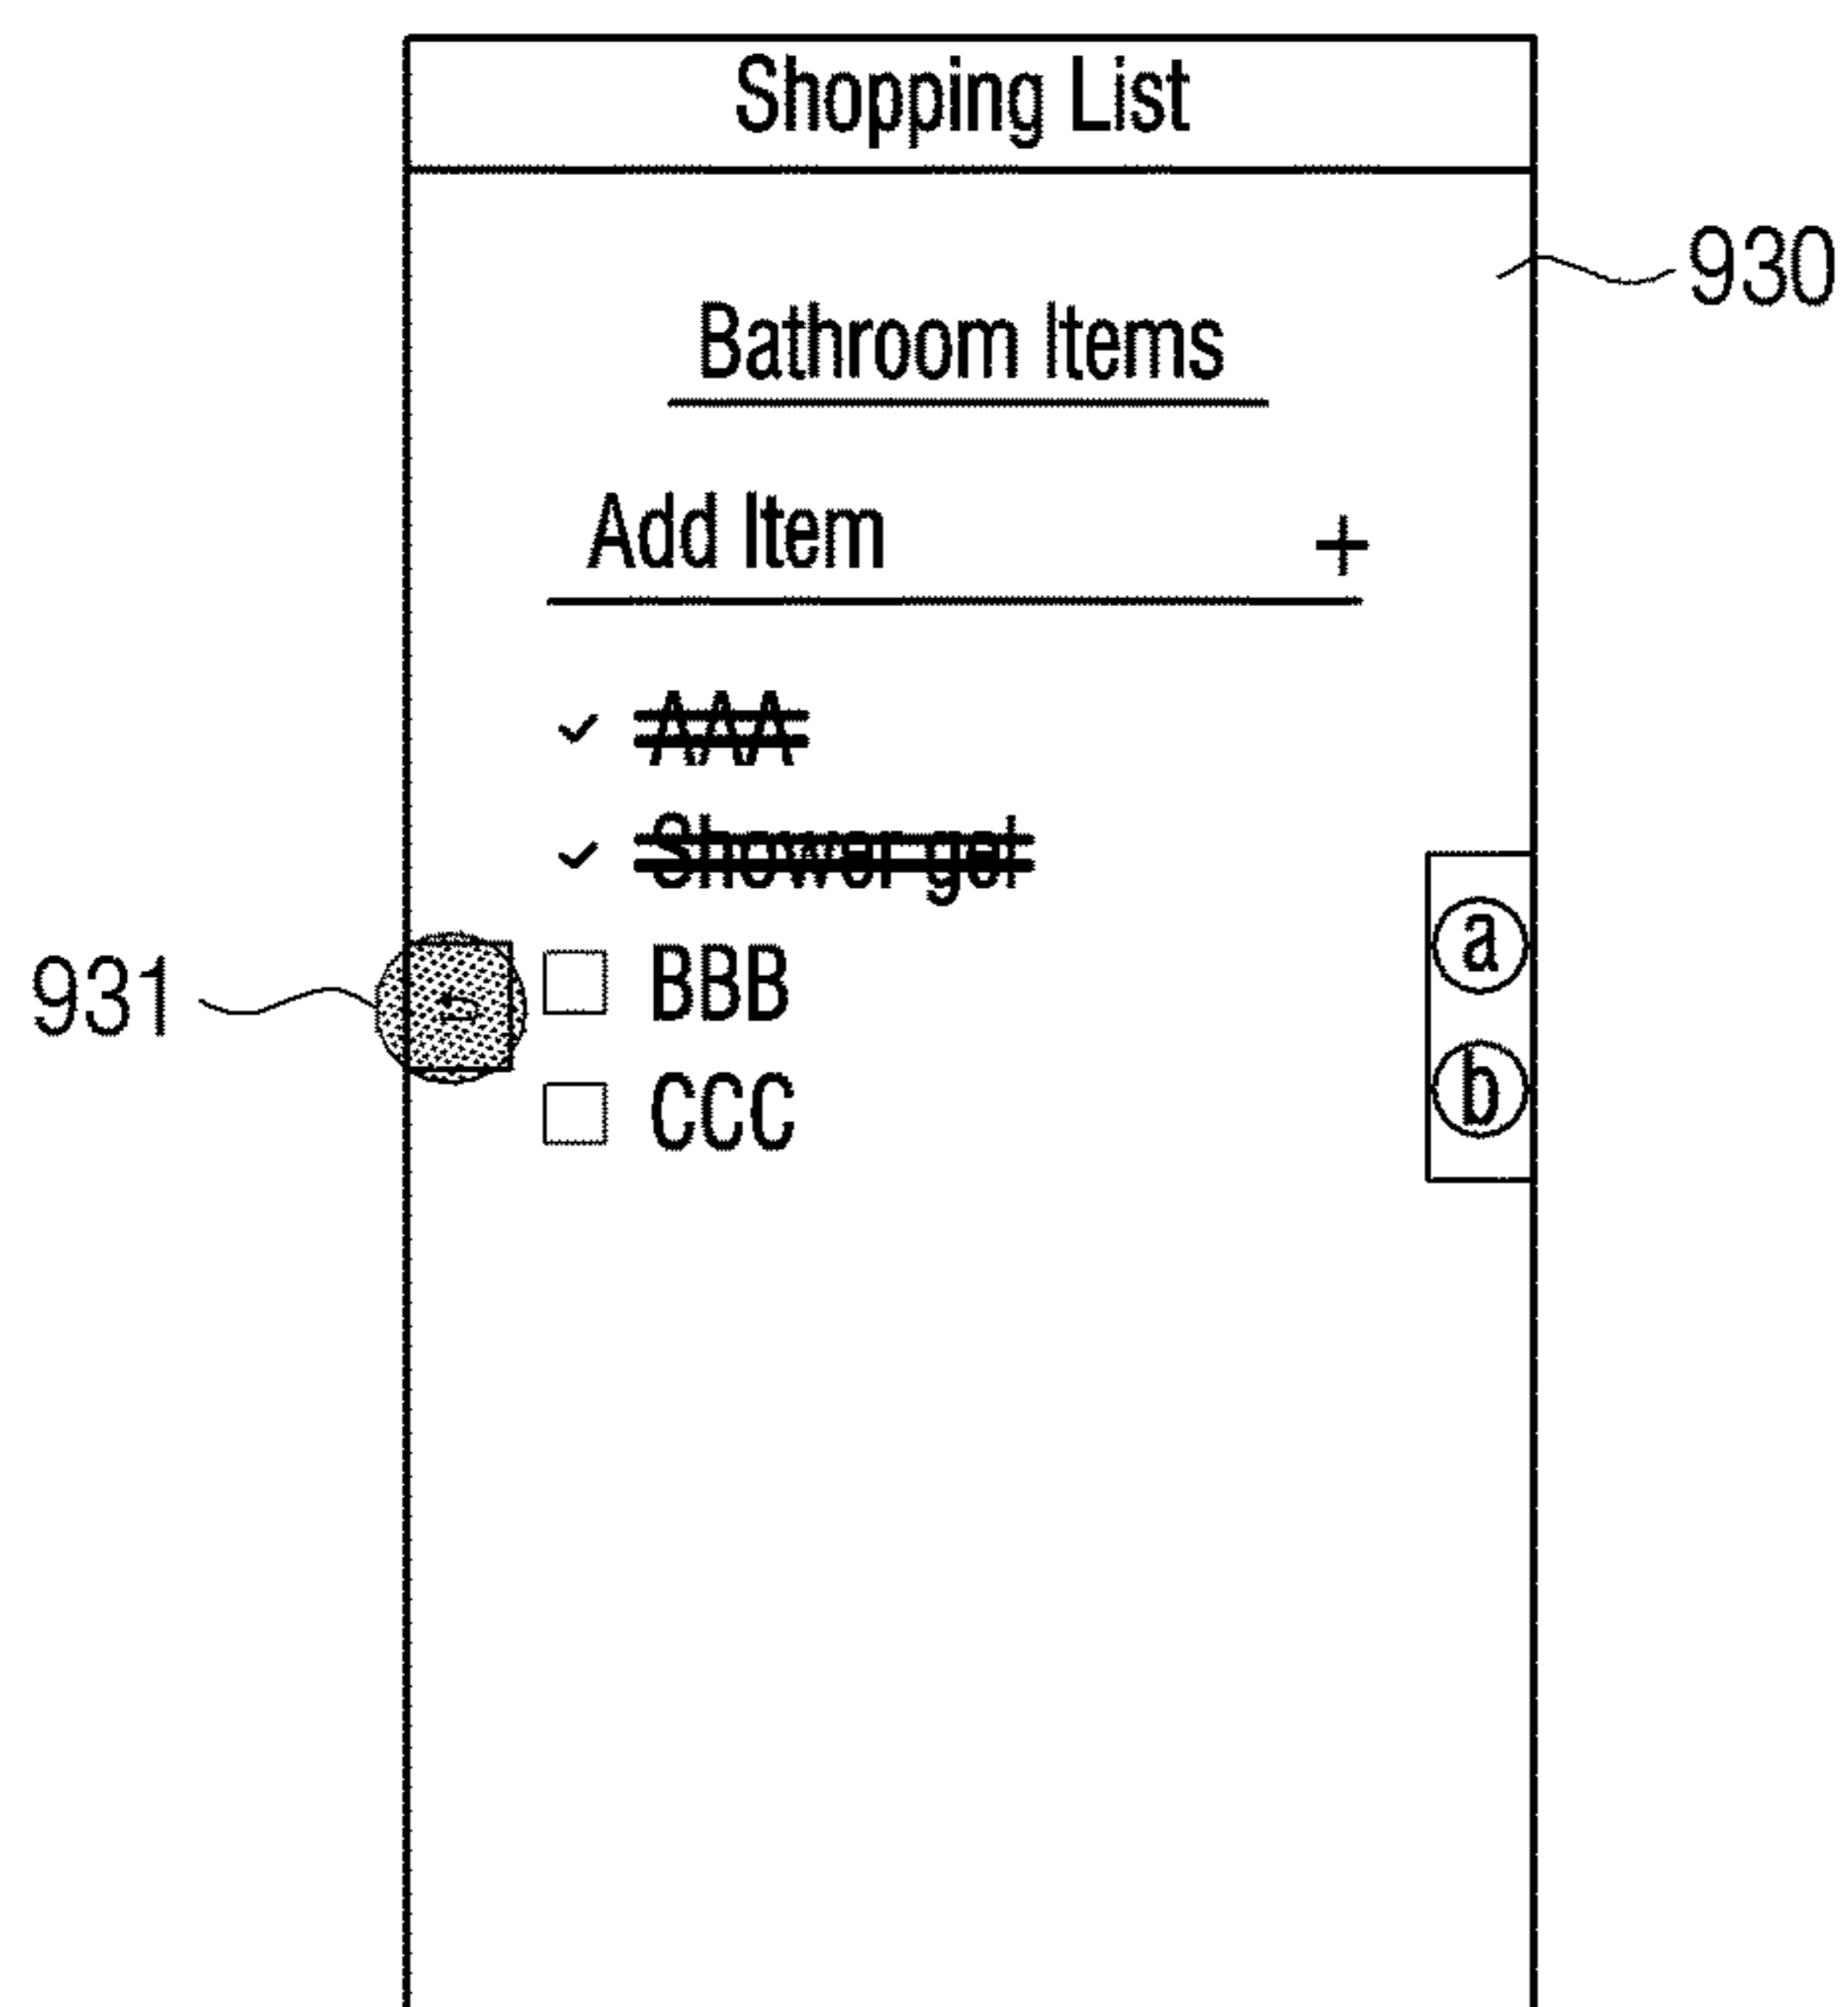 Shopping List
930
Bathroom Items
Add Item +
✓ AAA
✓ Shower gel
a
931
BBB
b
CCC